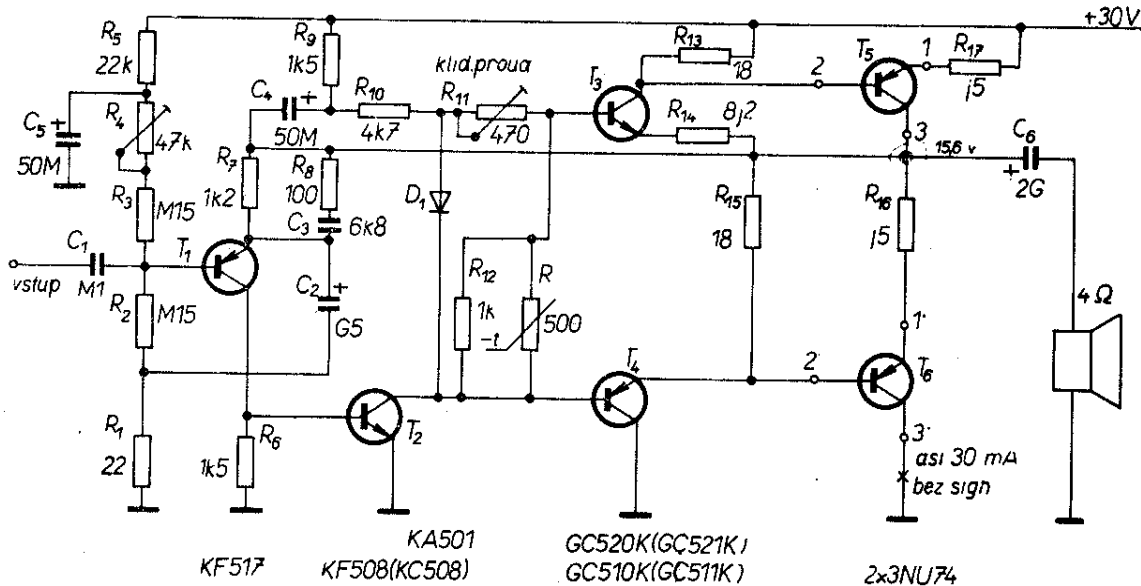 +30V
R5
22k
R9
1k5
R13
18
T5
1
R17
j5
klid.proud
C4
+
R10
R11
T3
2
C5
+
R4
47k
50M
50M
4k7
470
R14
8j2
3
R7
1k2
R8
100
15,6 v
C6
+
2G
R3
M15
C3
6k8
D1
R15
18
R16
j5
C1
T1
vstup
M1
R2
M15
C2
+
G5
R12
1k
R
-t
500
4 Ω
1'
T4
2'
T6
R1
22
R6
1k5
T2
3'
asi 30 mA
bez sign
KA501
GC520K(GC521K)
KF517
KF508(KC508)
GC510K(GC511K)
2x3NU74